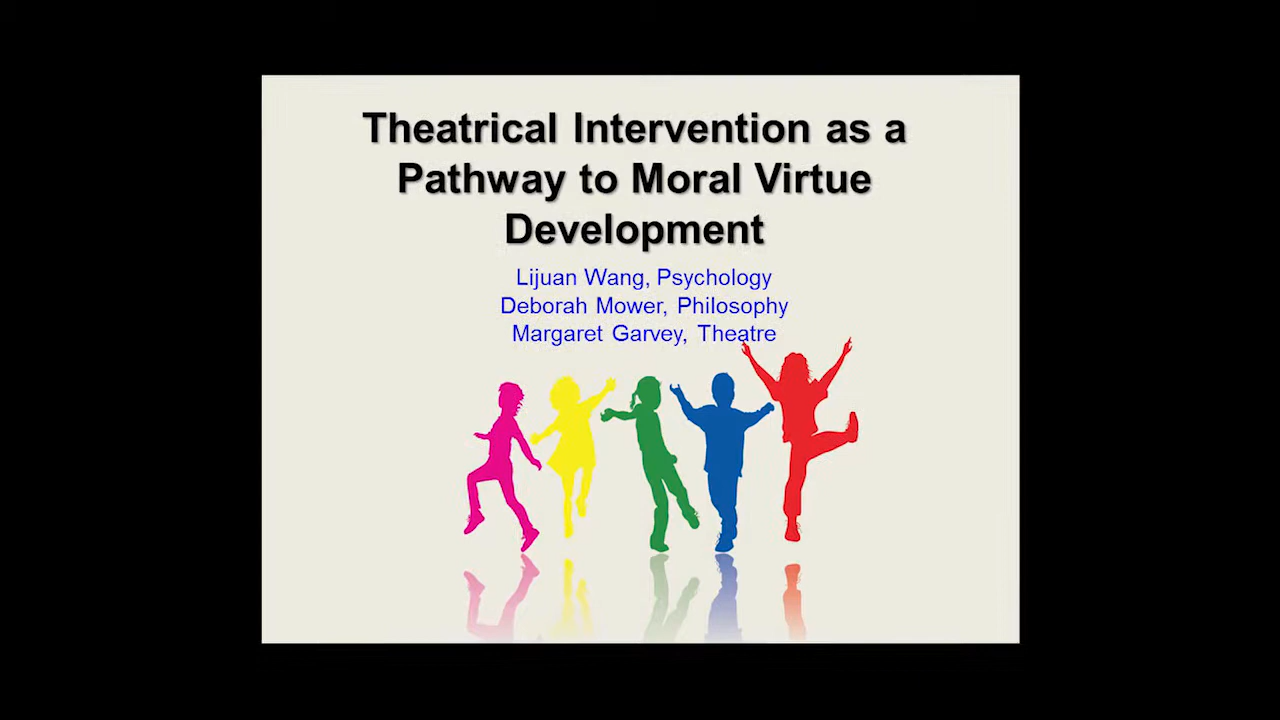 Theatrical Intervention as a
Pathway to Moral Virtue
Development
Lijuan Wang, Psychology
Deborah Mower, Philosophy
Margaret Garvey, Theatre